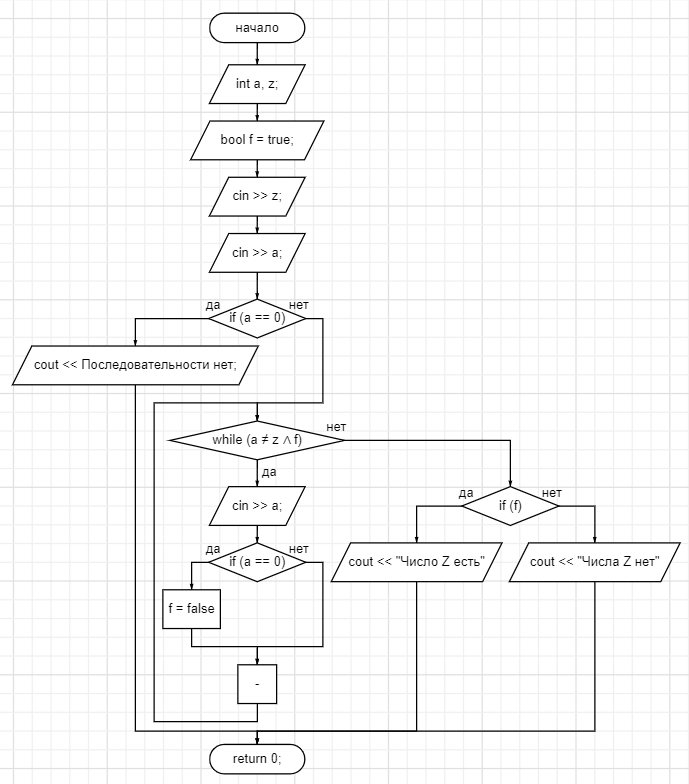 начало
int a, z;
bool f = true;
cin >> z;
cin >> a;
да
нет
if (a == 0)
cout << Последовательности нет;
нет
while (a ≠ z ∧ f)
да
cin >> a;
да
нет
if (f)
да
нет
if (a == 0)
cout << "Число Z есть"
cout << "Числа Z нет"
f = false
-
return 0;